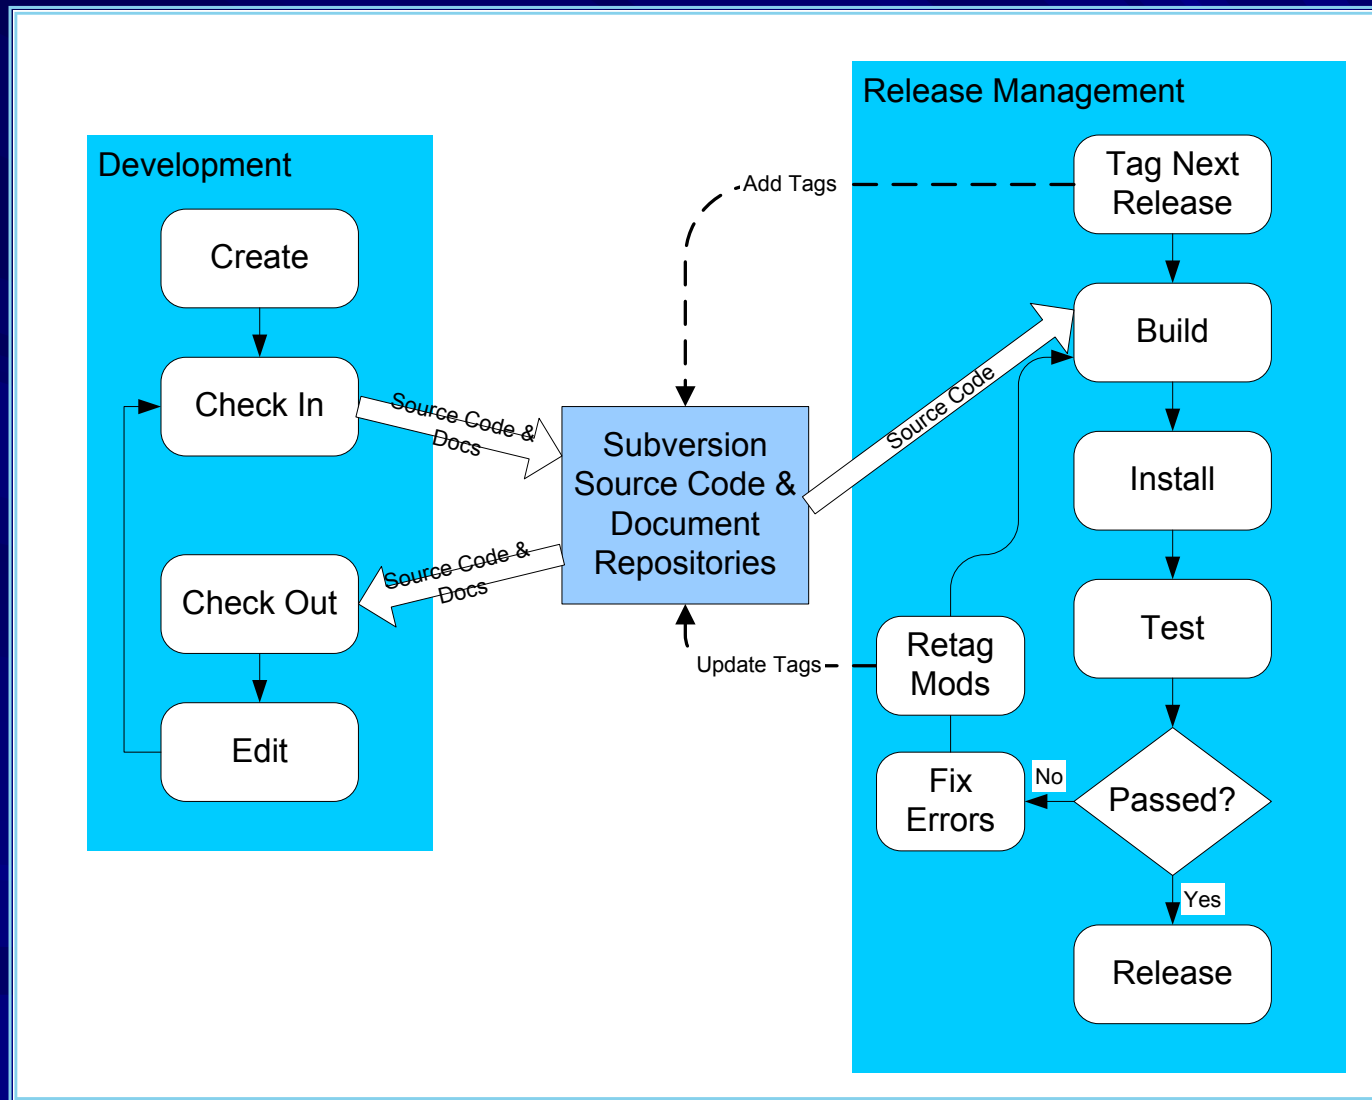 Release Management
Development
Tag Next
Release
Add Tags
Create
Build
Check In
Source Code &
Docs
Source Code
Subversion
Source Code &
Document
Repositories
Install
Source Code &
Docs
Check Out
Test
Retag
Mods
Update Tags
Edit
Fix
Errors
No
Passed?
Yes
Release